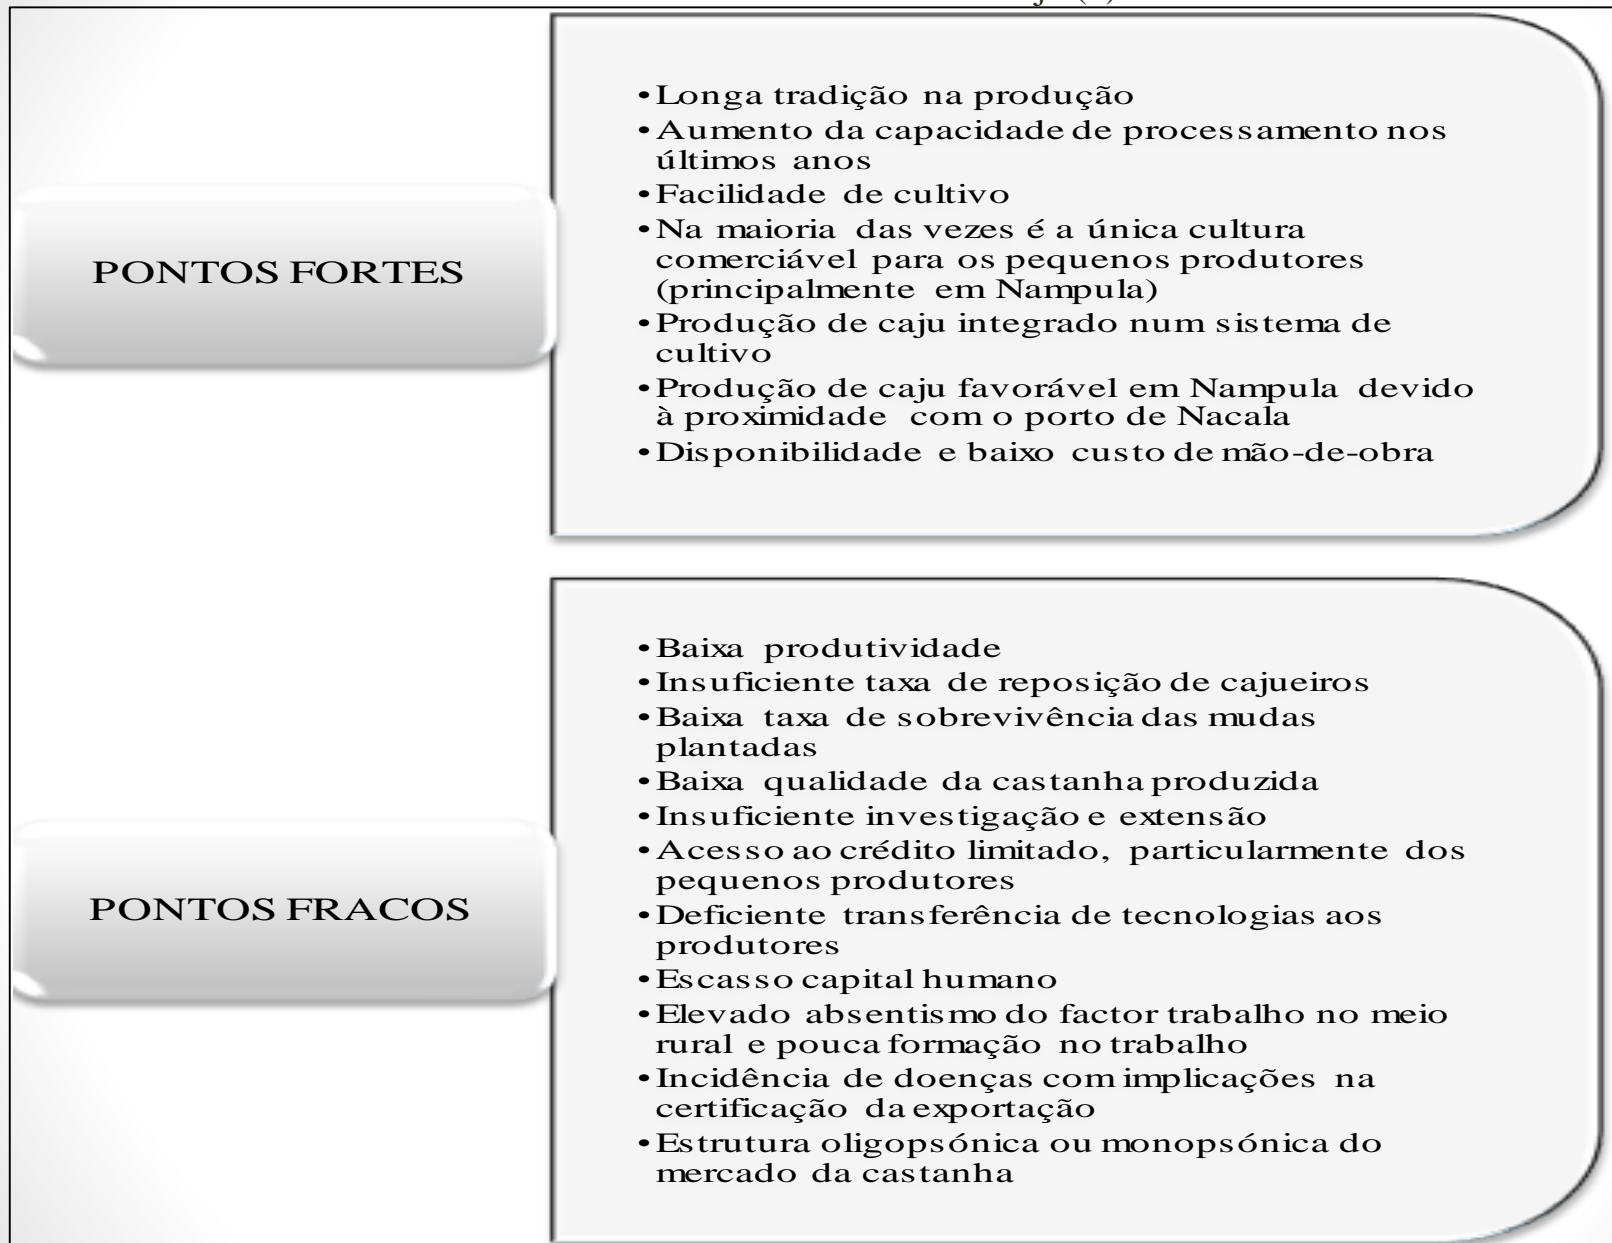 PONTOS FORTES
•Longa tradição na produção
•Aumento da capacidade de processamento nos
últimos anos
•Facilidade de cultivo
•Na maioria das vezes é a única cultura
comerciável para os pequenos produtores
(principalmente em Nampula)
•Produção de caju integrado num sistema de
cultivo
•Produção de caju favorável em Nampula devido
à proximidade com o porto de Nacala
•Disponibilidade e baixo custo de mão-de-obra
PONTOS FRACOS
•Baixa produtividade
•Insuficiente taxa de reposição de cajueiros
•Baixa taxa de sobrevivência das mudas
plantadas
•Baixa qualidade da castanha produzida
•Insuficiente investigação e extensão
•Acesso ao crédito limitado, particularmente dos
pequenos produtores
•Deficiente transferência de tecnologias aos
produtores
•Escasso capital humano
•Elevado absentismo do factor trabalho no meio
rural e pouca formação no trabalho
•Incidência de doenças com implicações na
certificação da exportação
•Estrutura oligopsónica ou monopsónica do
mercado da castanha